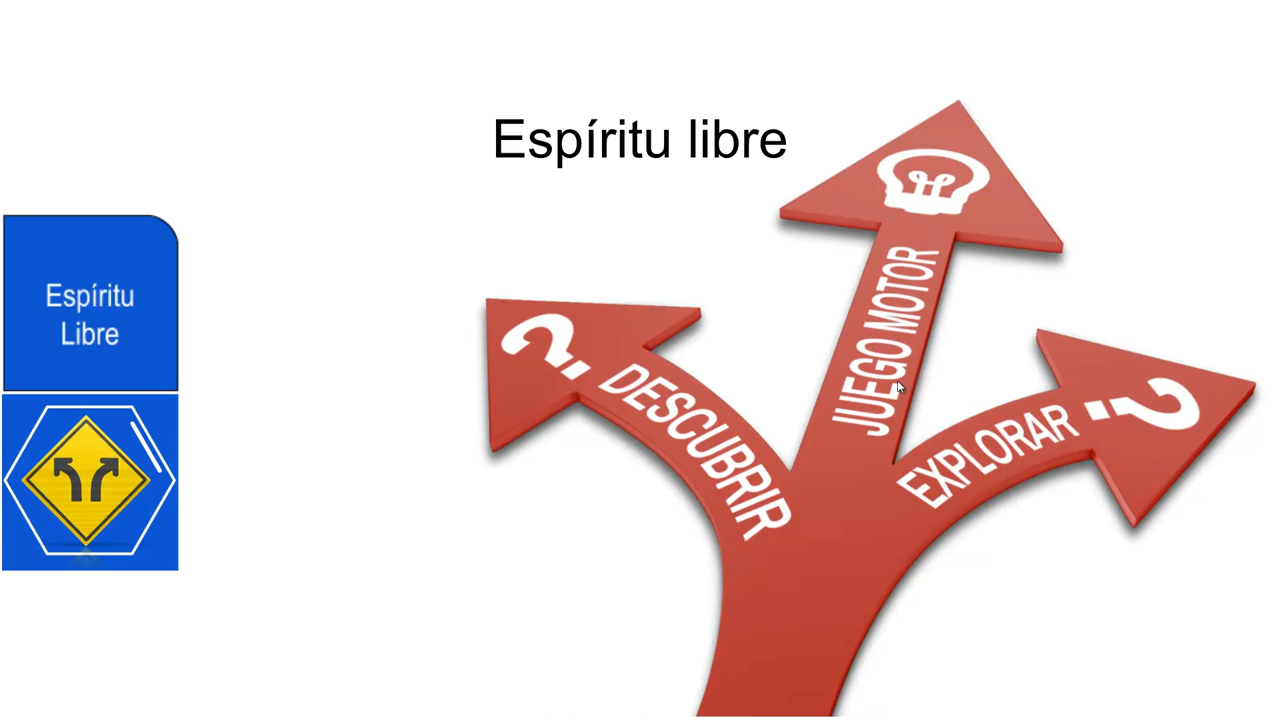 Espíritu libre
Espíritu
Libre
? DESCUBRIR
JUEGO MOTOR
EXPLORAR ?